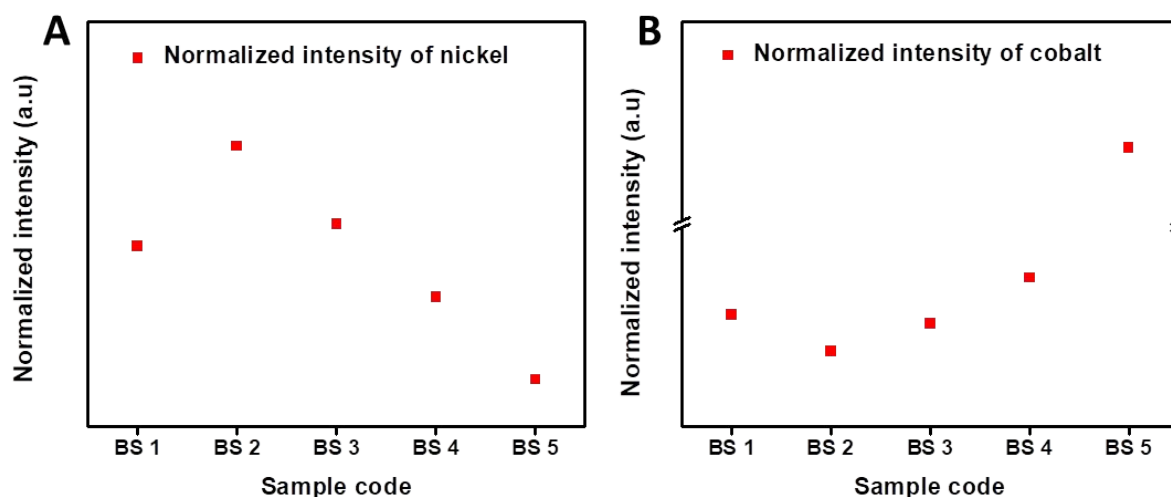 A
Normalized intensity of nickel
Normalized intensity (a.u)
BS 1 BS 2 BS 3 BS 4 BS 5
Sample code
B
Normalized intensity of cobalt
Normalized intensity (a.u)
BS 1 BS 2 BS 3 BS 4 BS 5
Sample code